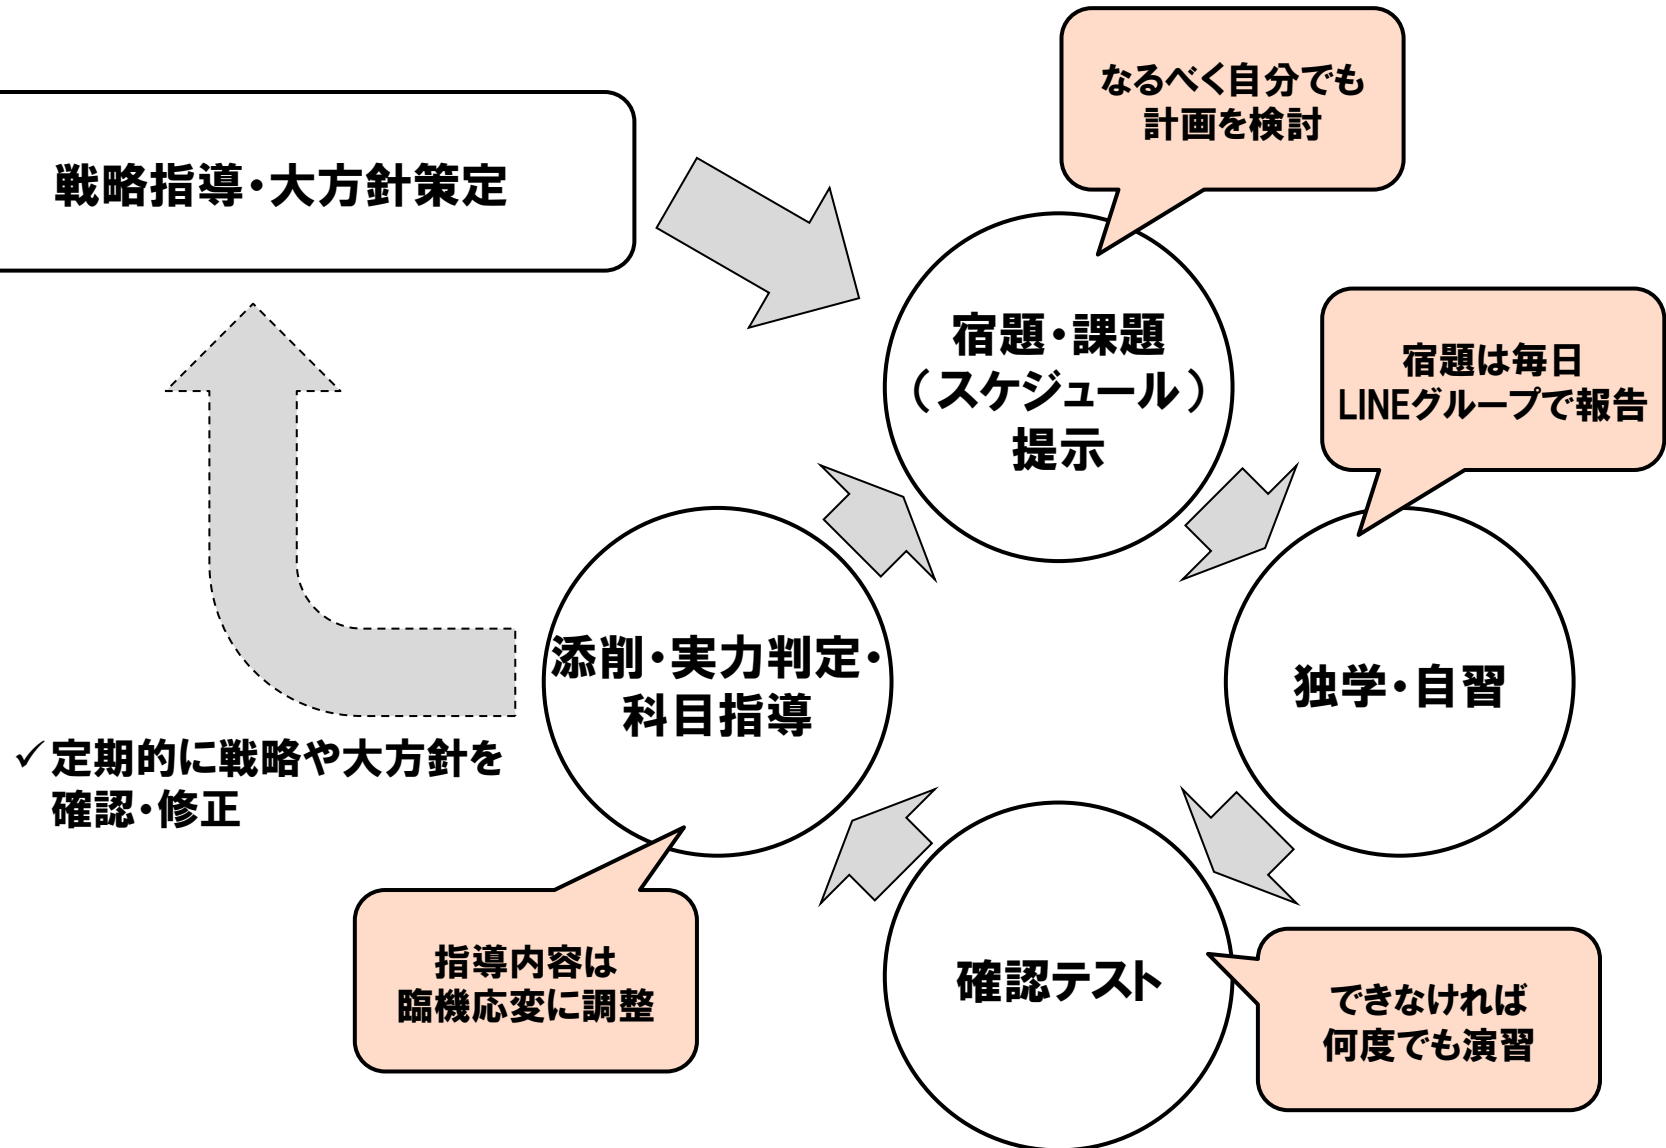 なるべく自分でも
計画を検討
戦略指導・大方針策定
宿題・課題
（スケジュール）
提示
宿題は毎日
LINEグループで報告
添削・実力判定・
科目指導
独学・自習
✓定期的に戦略や大方針を
確認・修正
指導内容は
臨機応変に調整
確認テスト
できなければ
何度でも演習